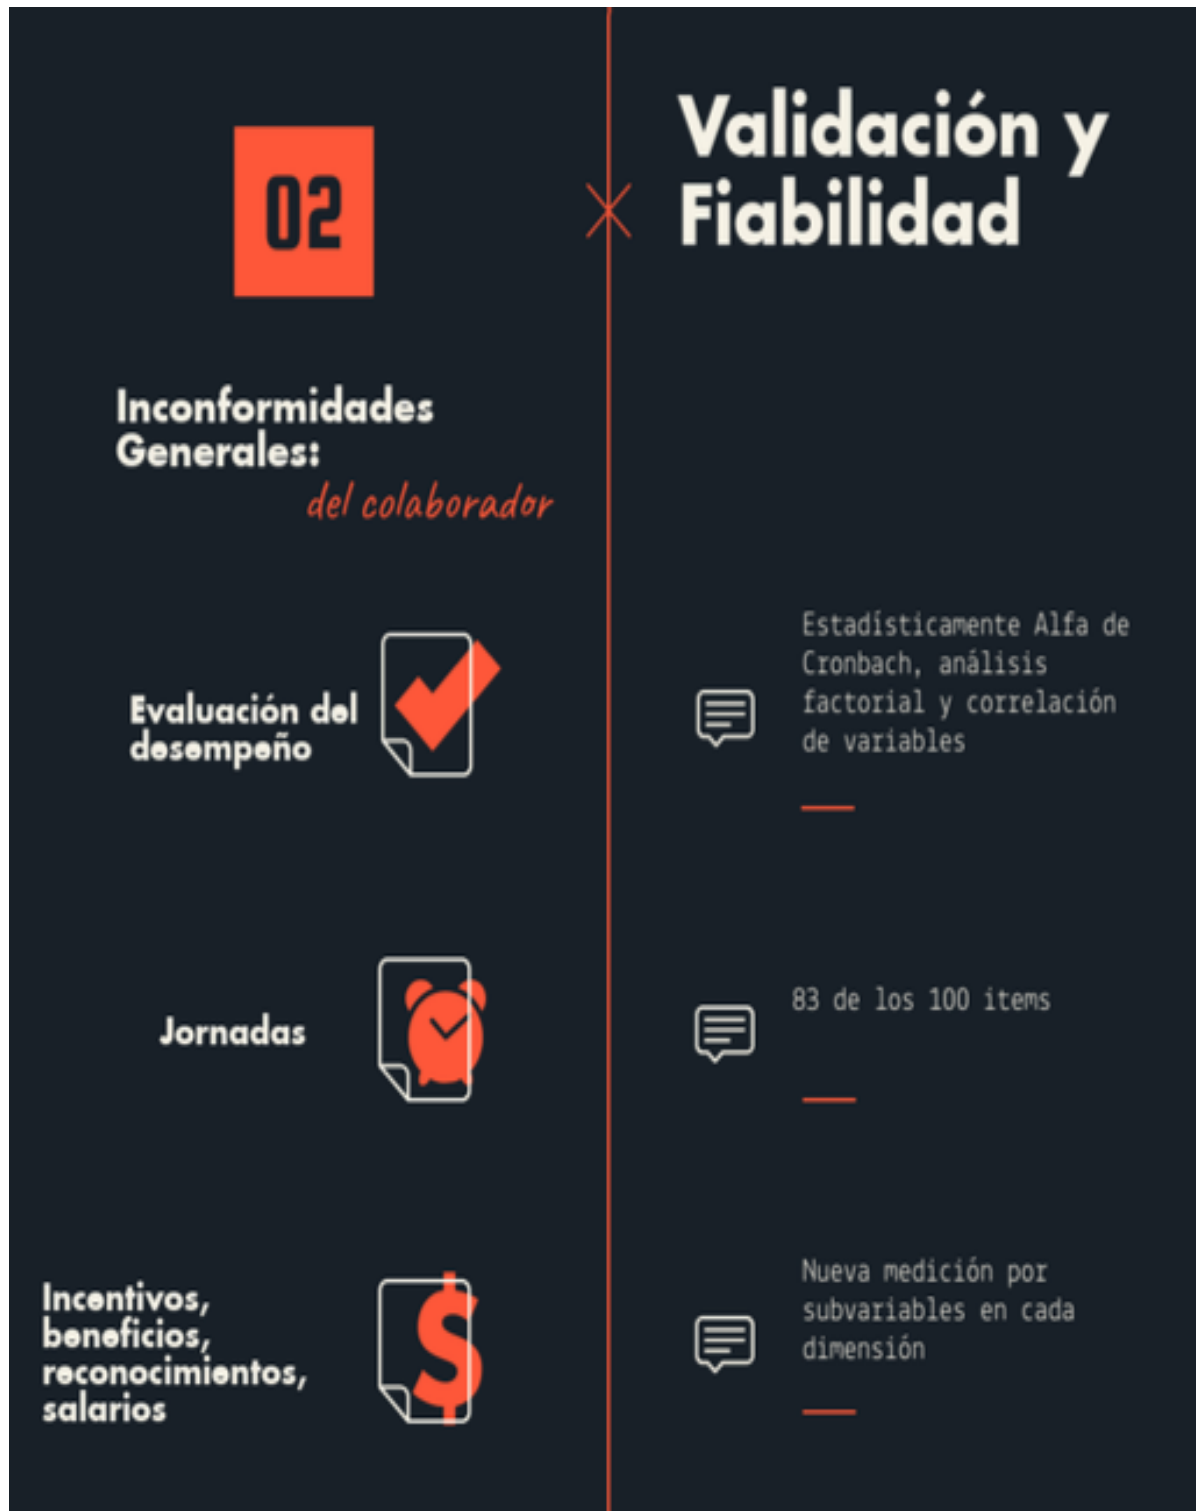 02
Inconformidades
Generales:
del colaborador
Evaluación del
desempeño
Jornadas
Incentivos,
beneficios,
reconocimientos,
salarios
Validación y
Fiabilidad
Estadísticamente Alfa de
Cronbach, análisis
factorial y correlación
de variables
83 de los 100 items
Nueva medición por
subvariables en cada
dimensión